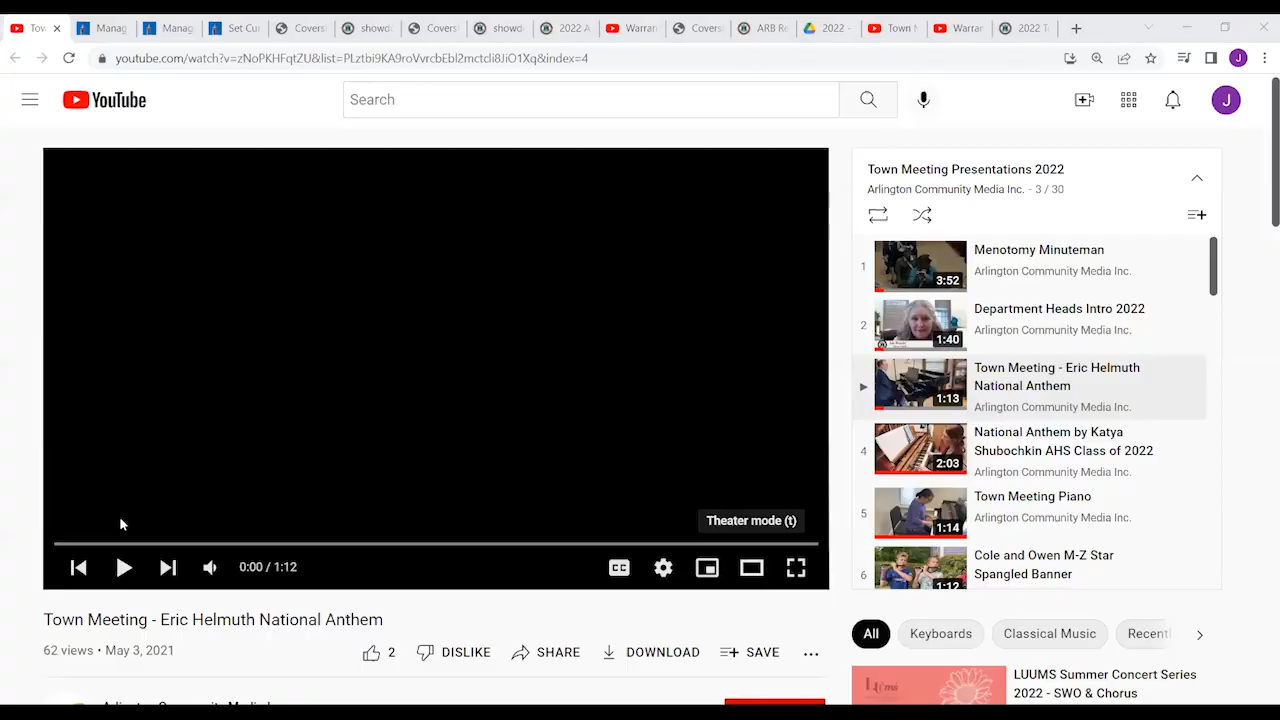 Tow
Manag
Manag
Set Cu
Covers
showd
Covers
showd
2022 A
Warran
Covers
ARB Re
2022 -
Town M
Warran
2022 T
youtube.com/watch?v=zNoPKHFqtZU&list=PLztbi9KA9roVvrcbEbl2mctdi8JiO1Xq&index=4
J
YouTube
Search
J
Theater mode (t)
0:00 / 1:12
CC
Town Meeting - Eric Helmuth National Anthem
62 views • May 3, 2021
2
DISLIKE
SHARE
DOWNLOAD
SAVE
Town Meeting Presentations 2022
Arlington Community Media Inc. - 3 / 30
1
3:52
Menotomy Minuteman
Arlington Community Media Inc.
2
1:40
Department Heads Intro 2022
Arlington Community Media Inc.
1:13
Town Meeting - Eric Helmuth
National Anthem
Arlington Community Media Inc.
4
2:03
National Anthem by Katya
Shubochkin AHS Class of 2022
Arlington Community Media Inc.
5
1:14
Town Meeting Piano
Arlington Community Media Inc.
6
1:12
Cole and Owen M-Z Star
Spangled Banner
All
Keyboards
Classical Music
Recent
LUUMS Summer Concert Series
2022 - SWO & Chorus